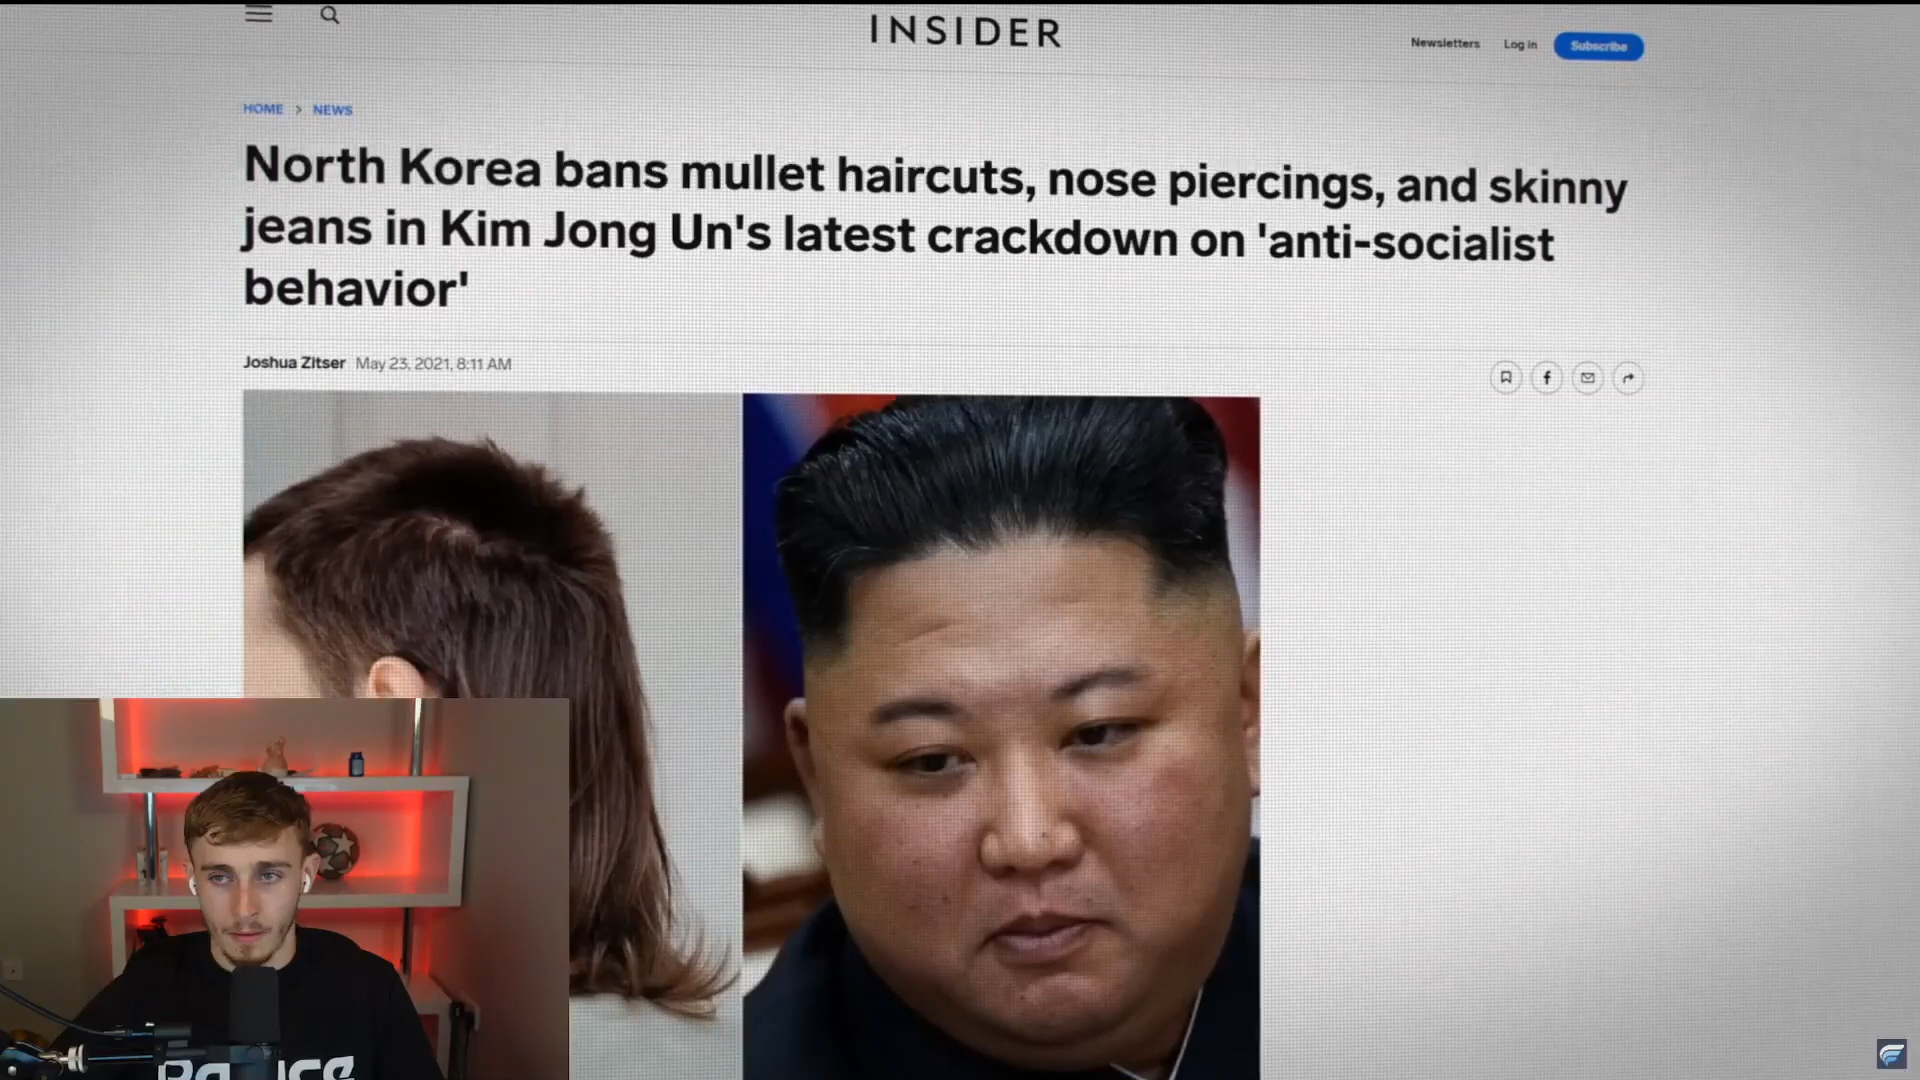 INSIDER
Newsletters Log in Subscribe
HOME > NEWS
North Korea bans mullet haircuts, nose piercings, and skinny
jeans in Kim Jong Un's latest crackdown on 'anti-socialist
behavior'
Joshua Zitser May 23, 2021, 8:11 AM